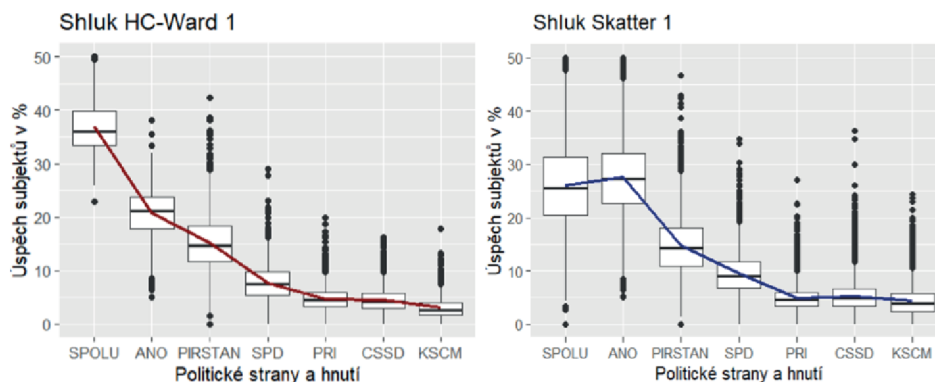 Shluk HC-Ward 1
Úspěch subjektů v %
50
40
30
20
10
0
SPOLU ANO PIRSTAN SPD PRI CSSD KSCM
Politické strany a hnutí
Shluk Skatter 1
Úspěch subjektů v %
50
40
30
20
10
0
SPOLU ANO PIRSTAN SPD PRI CSSD KSCM
Politické strany a hnutí